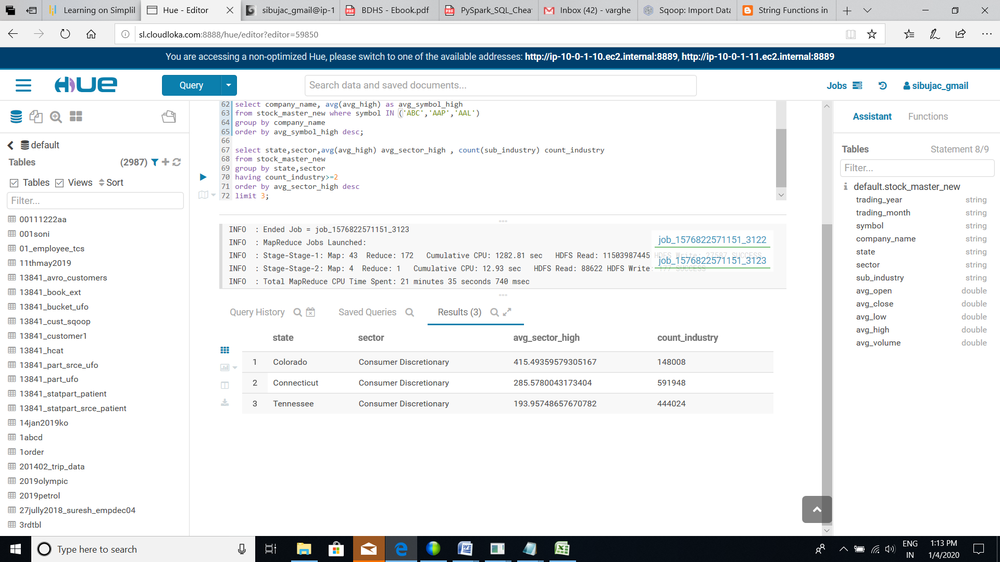 Learning on Simplil
Hue - Editor
sibujac_gmail@ip-1
BDHS - Ebook.pdf
PySpark_SQL_Chea
Inbox (42) - varghe
Sqoop: Import Data
String Functions in
sl.cloudloka.com:8888/hue/editor?editor=59850
You are accessing a non-optimized Hue, please switch to one of the available addresses: http://ip-10-0-1-10.ec2.internal:8889, http://ip-10-0-1-11.ec2.internal:8889
HUE
Query
Search data and saved documents...
Jobs
sibujac_gmail
default
Tables (2987)
Tables Views Sort
Filter...
00111222aa
001soni
01_employee_tcs
11thmay2019
13841_avro_customers
13841_book_ext
13841_bucket_ufo
13841_cust_sqoop
13841_customer1
13841_hcat
13841_part_srce_ufo
13841_part_ufo
13841_statpart_patient
13841_statpart_srce_patient
14jan2019ko
1abcd
1order
201402_trip_data
2019olympic
2019petrol
27jully2018_suresh_empdec04
3rdtbl
62 select company_name, avg(avg_high) as avg_symbol_high
63 from stock_master_new where symbol IN ('ABC','AAP','AAL')
64 group by company_name
65 order by avg_symbol_high desc;
66
67 select state,sector,avg(avg_high) avg_sector_high , count(sub_industry) count_industry
68 from stock_master_new
69 group by state,sector
70 having count_industry>=2
71 order by avg_sector_high desc
72 limit 3;
INFO : Ended Job = job_1576822571151_3123
INFO : MapReduce Jobs Launched:
INFO : Stage-Stage-1: Map: 43 Reduce: 172 Cumulative CPU: 1282.81 sec HDFS Read: 11503987445 HDFS Write: 27587 SUCCESS
INFO : Stage-Stage-2: Map: 4 Reduce: 1 Cumulative CPU: 12.93 sec HDFS Read: 88622 HDFS Write: 177 SUCCESS
INFO : Total MapReduce CPU Time Spent: 21 minutes 35 seconds 740 msec
job_1576822571151_3122
job_1576822571151_3123
Query History
Saved Queries
Results (3)
state sector avg_sector_high count_industry
1 Colorado Consumer Discretionary 415.49359579305167 148008
2 Connecticut Consumer Discretionary 285.5780043173404 591948
3 Tennessee Consumer Discretionary 193.95748657670782 444024
Assistant Functions
Tables Statement 8/9
Filter...
default.stock_master_new
trading_year string
trading_month string
symbol string
company_name string
state string
sector string
sub_industry string
avg_open double
avg_close double
avg_low double
avg_high double
avg_volume double
Type here to search
ENG
IN
1:13 PM
1/4/2020